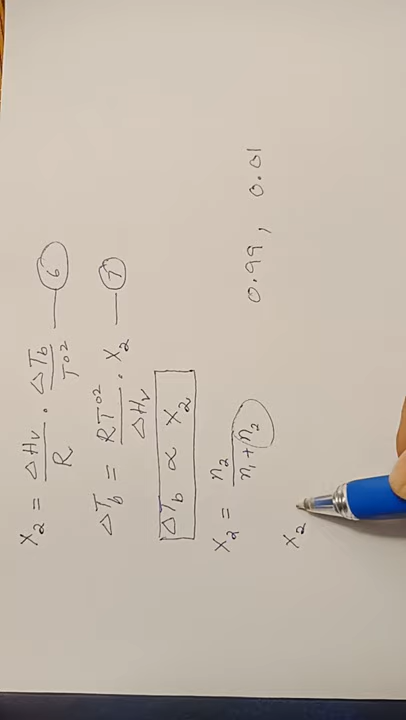 X₂ = ΔHv/R · ΔTb/T°² — ⑥
ΔTb = RT°²/ΔHv · X₂ — ⑦
ΔTb ∝ X₂
X₂ = n₂/(n₁+n₂) 0.99, 0.01
X₂